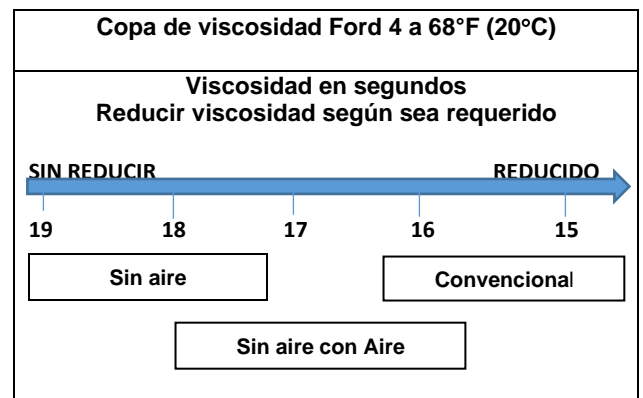 Copa de viscosidad Ford 4 a 68°F (20°C)
Viscosidad en segundos
Reducir viscosidad según sea requerido
SIN REDUCIR REDUCIDO
19 18 17 16 15
Sin aire Convencional
Sin aire con Aire